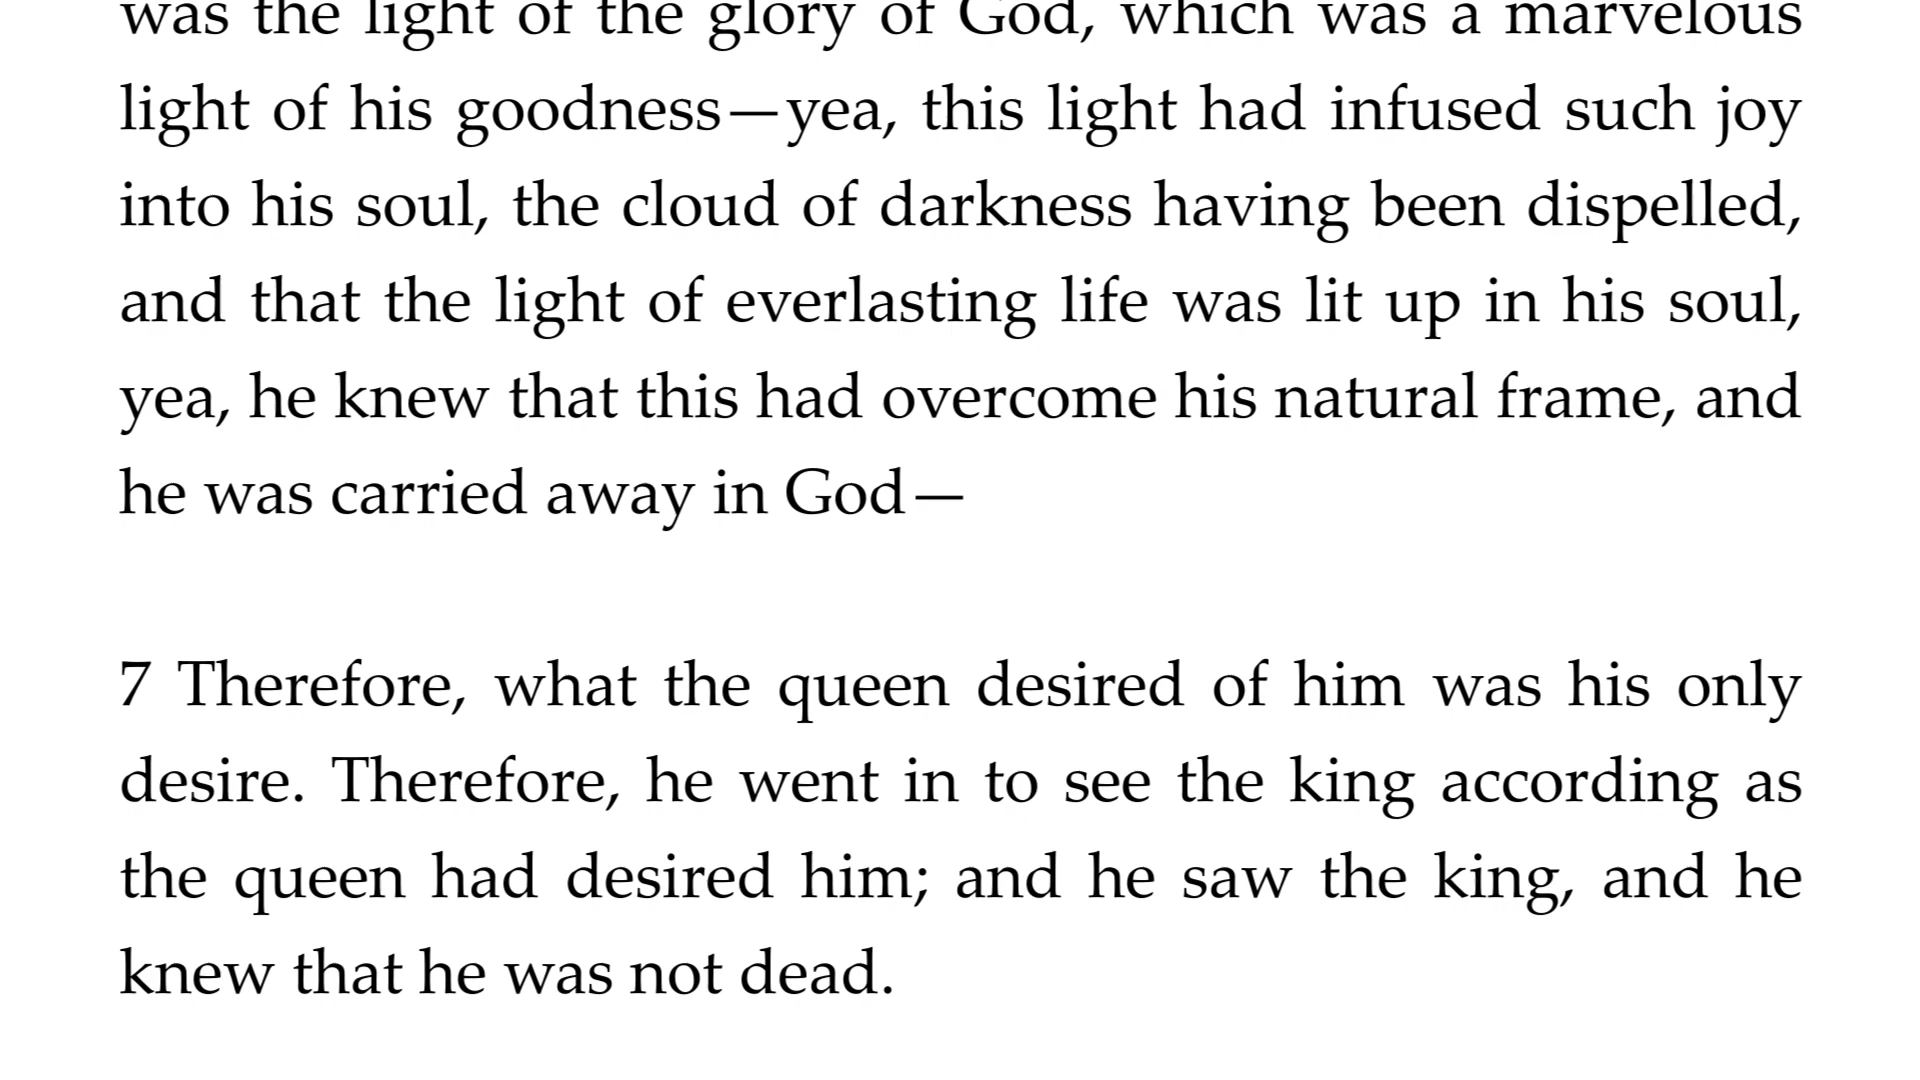 was the light of the glory of God, which was a marvelous
light of his goodness—yea, this light had infused such joy
into his soul, the cloud of darkness having been dispelled,
and that the light of everlasting life was lit up in his soul,
yea, he knew that this had overcome his natural frame, and
he was carried away in God—
7 Therefore, what the queen desired of him was his only
desire. Therefore, he went in to see the king according as
the queen had desired him; and he saw the king, and he
knew that he was not dead.